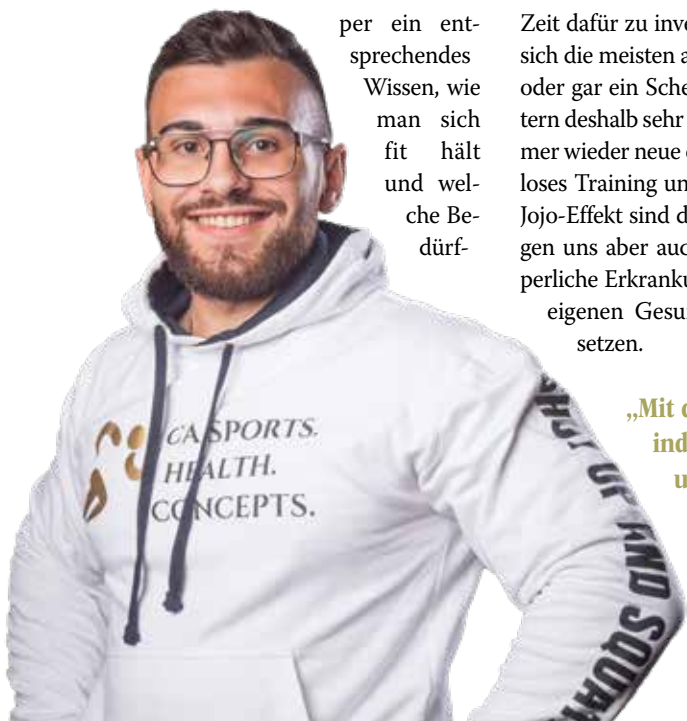 per ein ent-
sprechendes
Wissen, wie
man sich
fit hält
und wel-
che Be-
dürf-
Zeit dafür zu inve
sich die meisten a
oder gar ein Sche
tern deshalb sehr
mer wieder neue
loses Training un
Jojo-Effekt sind d
gen uns aber auc
perliche Erkranku
eigenen Gesu
setzen.
„Mit d
ind
u
CA SPORTS.
HEALTH.
CONCEPTS.
SHUT UP AND SQUA